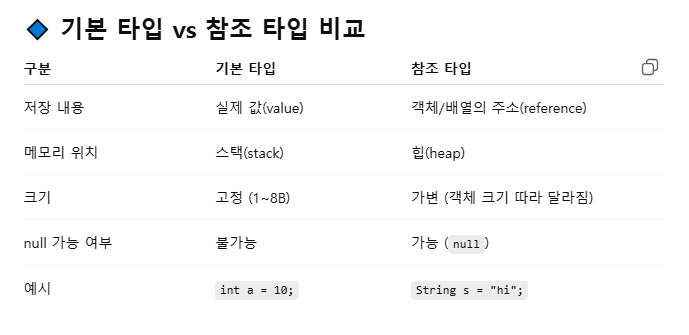 기본 타입 vs 참조 타입 비교
구분 기본 타입 참조 타입
저장 내용 실제 값(value) 객체/배열의 주소(reference)
메모리 위치 스택(stack) 힙(heap)
크기 고정 (1~8B) 가변 (객체 크기 따라 달라짐)
null 가능 여부 불가능 가능 (null)
예시 int a = 10; String s = "hi";